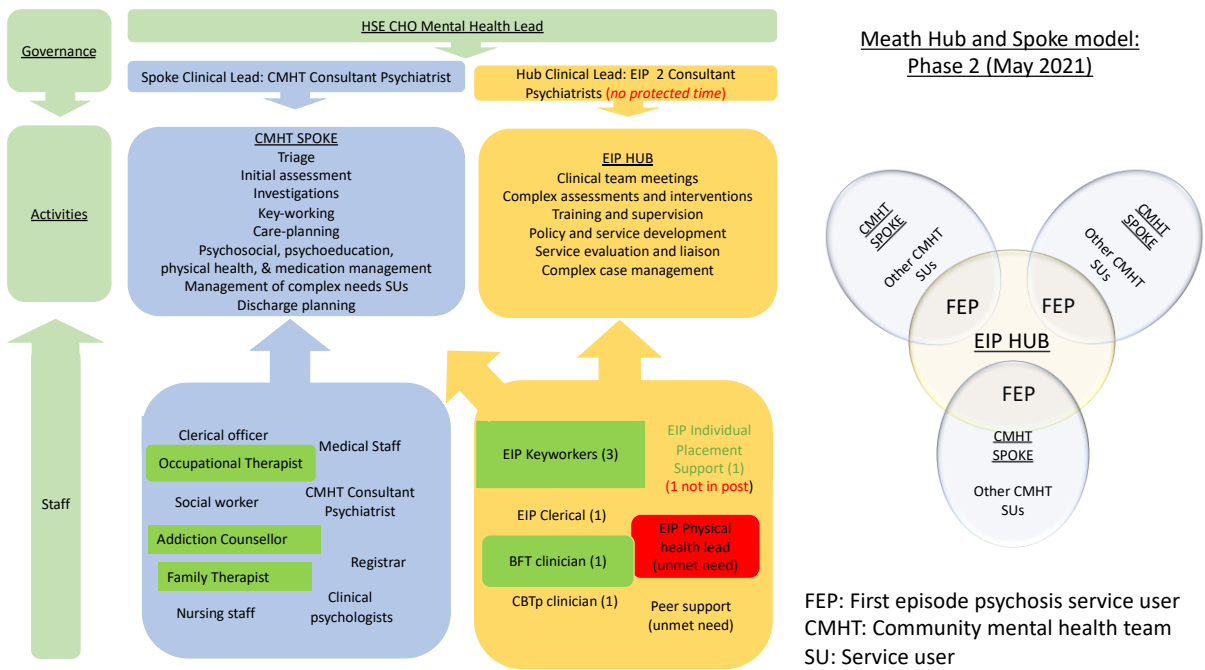 HSE CHO Mental Health Lead
Governance
Spoke Clinical Lead: CMHT Consultant Psychiatrist
Hub Clinical Lead: EIP 2 Consultant
Psychiatrists (no protected time)
Meath Hub and Spoke model:
Phase 2 (May 2021)
Activities
CMHT SPOKE
Triage
Initial assessment
Investigations
Key-working
Care-planning
Psychosocial, psychoeducation,
physical health, & medication management
Management of complex needs SUs
Discharge planning
EIP HUB
Clinical team meetings
Complex assessments and interventions
Training and supervision
Policy and service development
Service evaluation and liaison
Complex case management
Staff
Clerical officer
Medical Staff
Occupational Therapist
Social worker
CMHT Consultant
Psychiatrist
Addiction Counsellor
Registrar
Family Therapist
Nursing staff
Clinical
psychologists
EIP Keyworkers (3)
EIP Individual
Placement
Support (1)
(1 not in post)
EIP Clerical (1)
EIP Physical
health lead
(unmet need)
BFT clinician (1)
CBTp clinician (1)
Peer support
(unmet need)
CMHT
SPOKE
Other CMHT
SUs
CMHT
SPOKE
Other CMHT
SUs
FEP
FEP
EIP HUB
FEP
CMHT
SPOKE
Other CMHT
SUs
FEP: First episode psychosis service user
CMHT: Community mental health team
SU: Service user